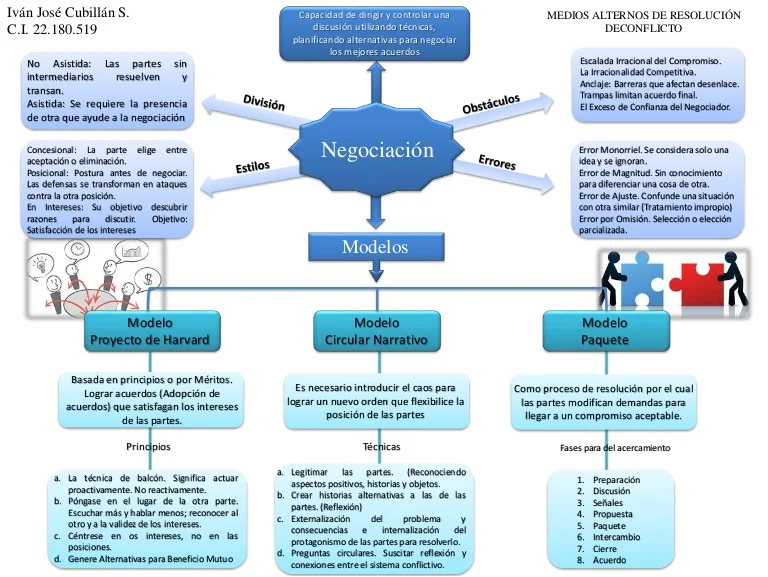 Iván José Cubillán S.
C.I. 22.180.519
Capacidad de dirigir y controlar una
discusión utilizando técnicas,
planificando alternativas para negociar
los mejores acuerdos
MEDIOS ALTERNOS DE RESOLUCIÓN
DECONFLICTO
No Asistida: Las partes sin
intermediarios resuelven y
transan.
Asistida: Se requiere la presencia
de otra que ayude a la negociación
División
Obstáculos
Escalada Irracional del Compromiso.
La Irracionalidad Competitiva.
Anclaje: Barreras que afectan desenlace.
Trampas limitan acuerdo final.
El Exceso de Confianza del Negociador.
Negociación
Concesional: La parte elige entre
aceptación o eliminación.
Posicional: Postura antes de negociar.
Las defensas se transforman en ataques
contra la otra posición.
En Intereses: Su objetivo descubrir
razones para discutir. Objetivo:
Satisfacción de los intereses
Estilos
Errores
Error Monorriel. Se considera solo una
idea y se ignoran.
Error de Magnitud. Sin conocimiento
para diferenciar una cosa de otra.
Error de Ajuste. Confunde una situación
con otra similar (Tratamiento impropio)
Error por Omisión. Selección o elección
parcializada.
Modelos
Modelo
Proyecto de Harvard
Modelo
Circular Narrativo
Modelo
Paquete
Basada en principios o por Méritos.
Lograr acuerdos (Adopción de
acuerdos) que satisfagan los intereses
de las partes.
Es necesario introducir el caos para
lograr un nuevo orden que flexibilice la
posición de las partes
Como proceso de resolución por el cual
las partes modifican demandas para
llegar a un compromiso aceptable.
Principios
Técnicas
Fases para del acercamiento
a. La técnica de balcón. Significa actuar
proactivamente. No reactivamente.
b. Póngase en el lugar de la otra parte.
Escuchar más y hablar menos; reconocer al
otro y a la validez de los intereses.
c. Céntrese en os intereses, no en las
posiciones.
d. Genere Alternativas para Beneficio Mutuo
a. Legitimar las partes. (Reconociendo
aspectos positivos, historias y objetos.
b. Crear historias alternativas a las de las
partes. (Reflexión)
c. Externalización del problema y
consecuencias e internalización del
protagonismo de las partes para resolverlo.
d. Preguntas circulares. Suscitar reflexión y
conexiones entre el sistema conflictivo.
1. Preparación
2. Discusión
3. Señales
4. Propuesta
5. Paquete
6. Intercambio
7. Cierre
8. Acuerdo